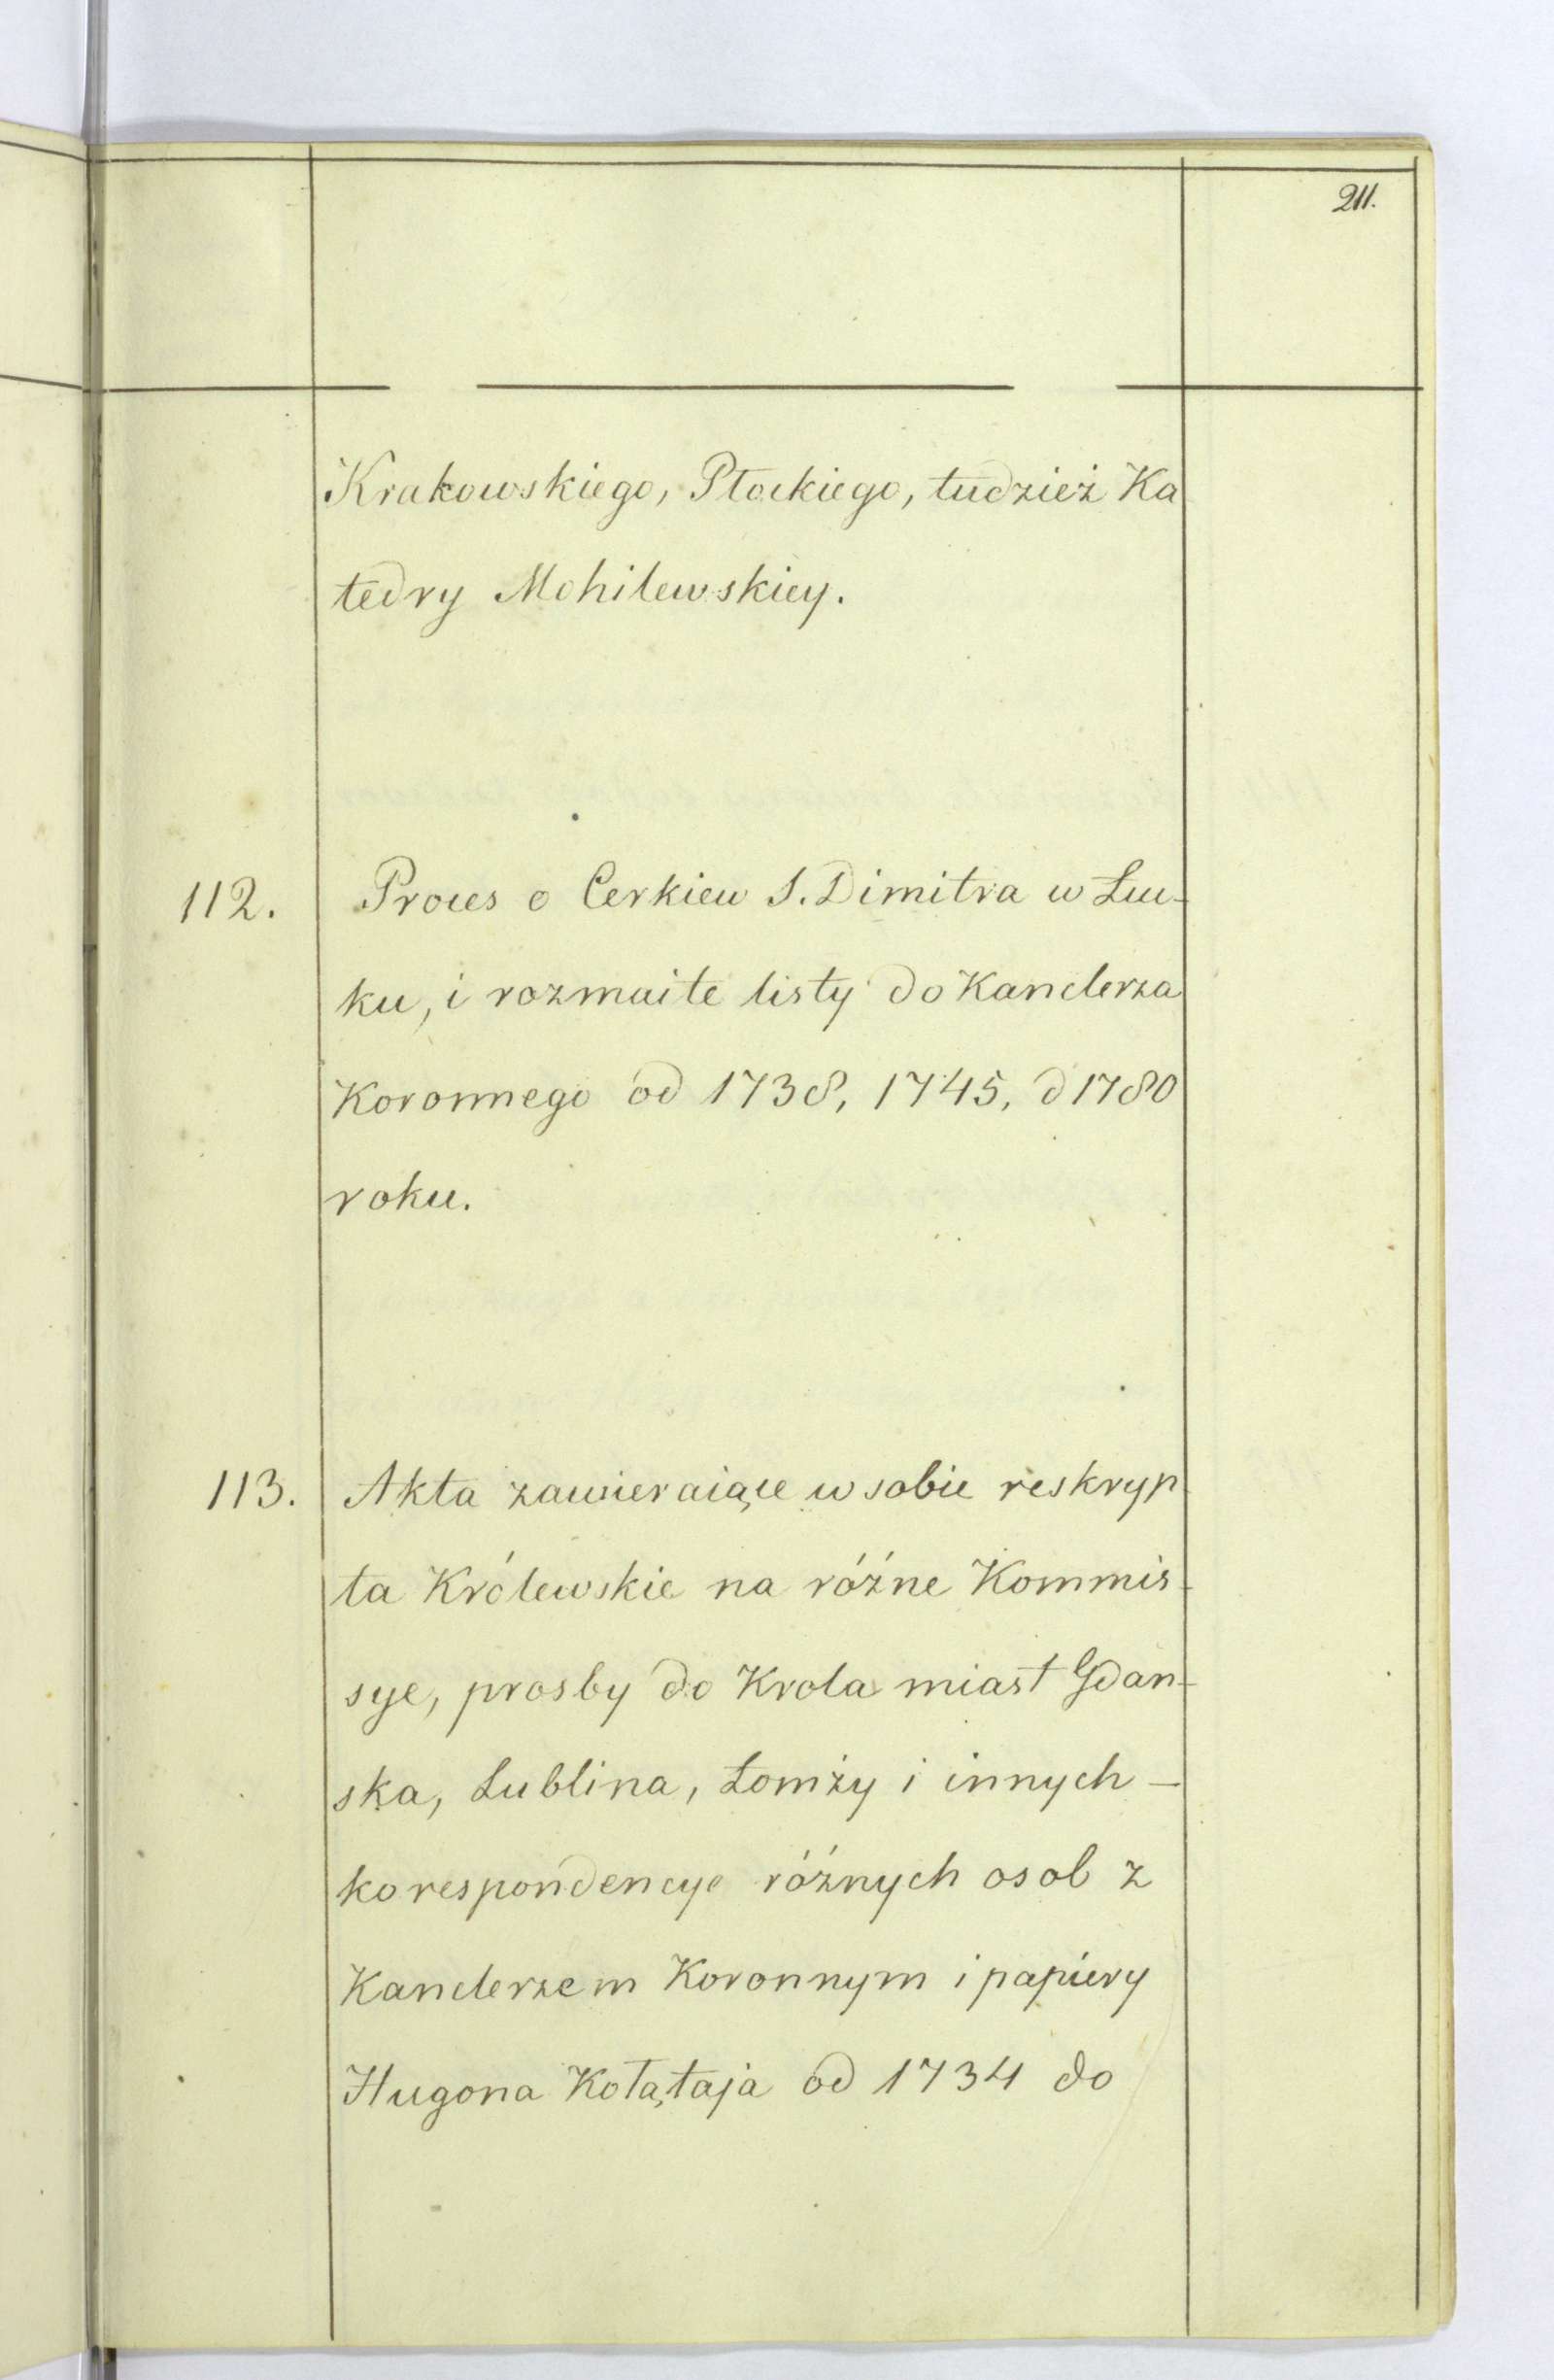 211.
Krakowskiego, Płockiego, tudzież Ka
tedry Mohilewskiey.
112. Proces o Cerkiew S. Dimitra w Łuc-
ku, i rozmaite listy do Kanclerza
Koronnego od 1738, 1745, d 1780
roku.
113. Akta zawieraiące w sobie reskryp
ta Królewskie na różne Kommis-
sye, prosby do Krola miast Gdan-
ska, Lublina, Łomży i innych —
korespondencye różnych osob z
Kanclerzem Koronnym i papiery
Hugona Kołątaja od 1734 do